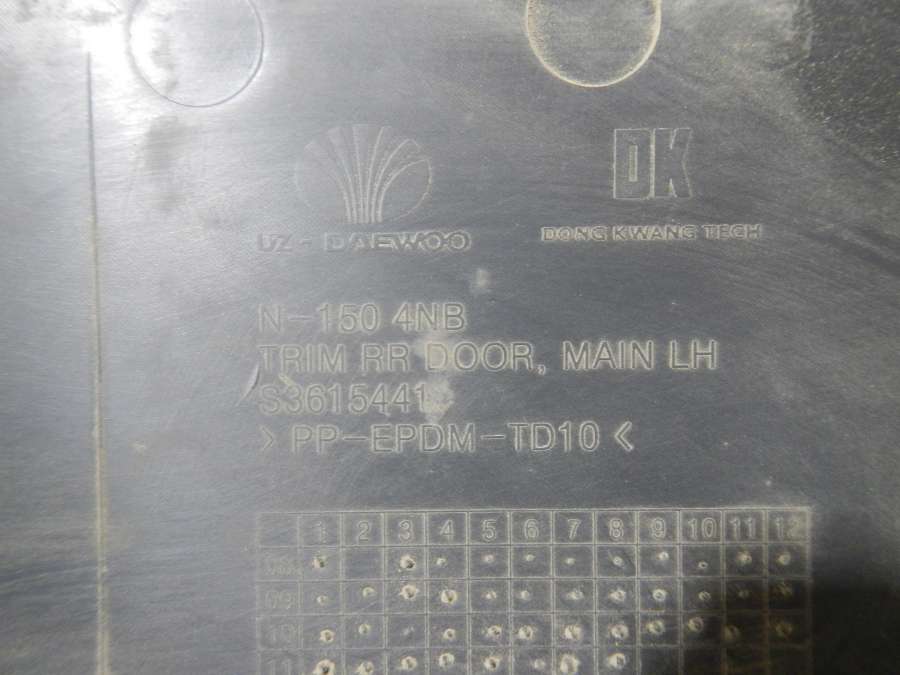 DK
UZ-DAEWOO
DONG KWANG TECH
N-150 4NB
TRIM RR DOOR, MAIN LH
S3615441
> PP-EPDM-TD10 <
1 2 3 4 5 6 7 8 9 10 11 12
09
10
11